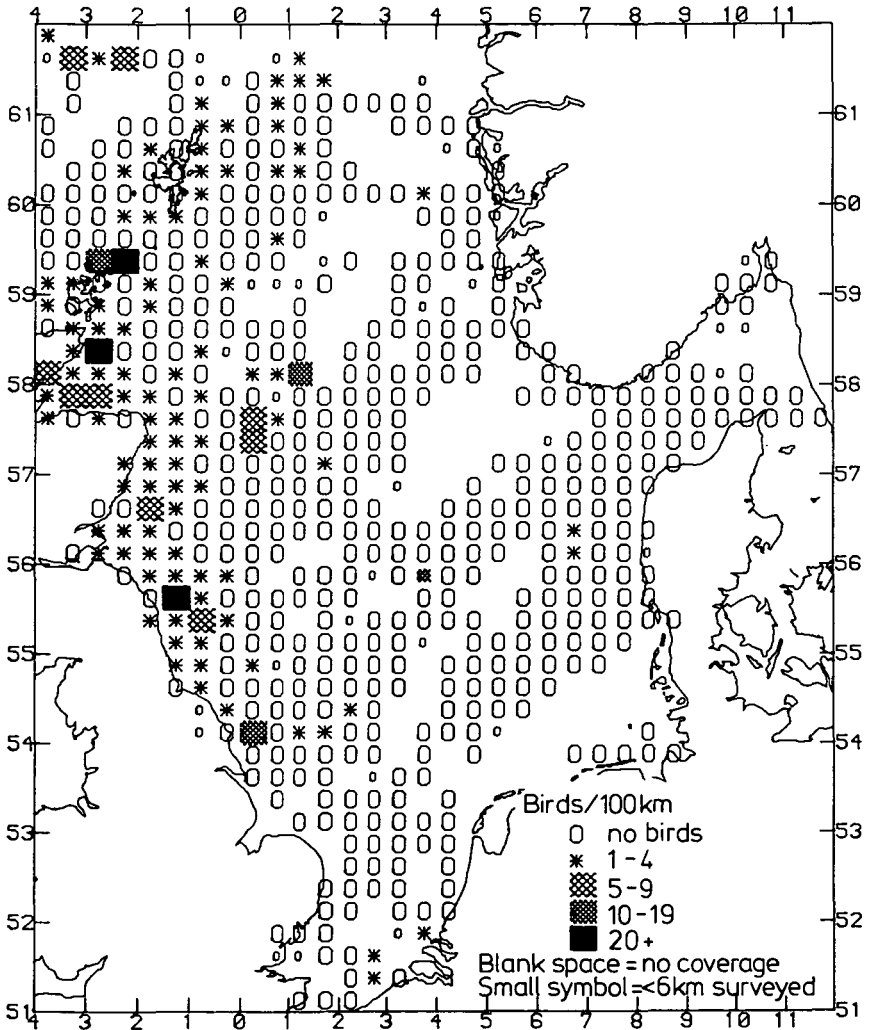 4 3 2 1 0 1 2 3 4 5 6 7 8 9 10 11
61 61
60 60
59 59
58 58
57 57
56 56
55 55
54 54
53 53
52 52
51 51
4 3 2 1 0 1 2 3 4 5 6 7 8 9 10 11
Birds/100km
0 no birds
* 1-4
5-9
10-19
20+
Blank space = no coverage
Small symbol = <6km surveyed